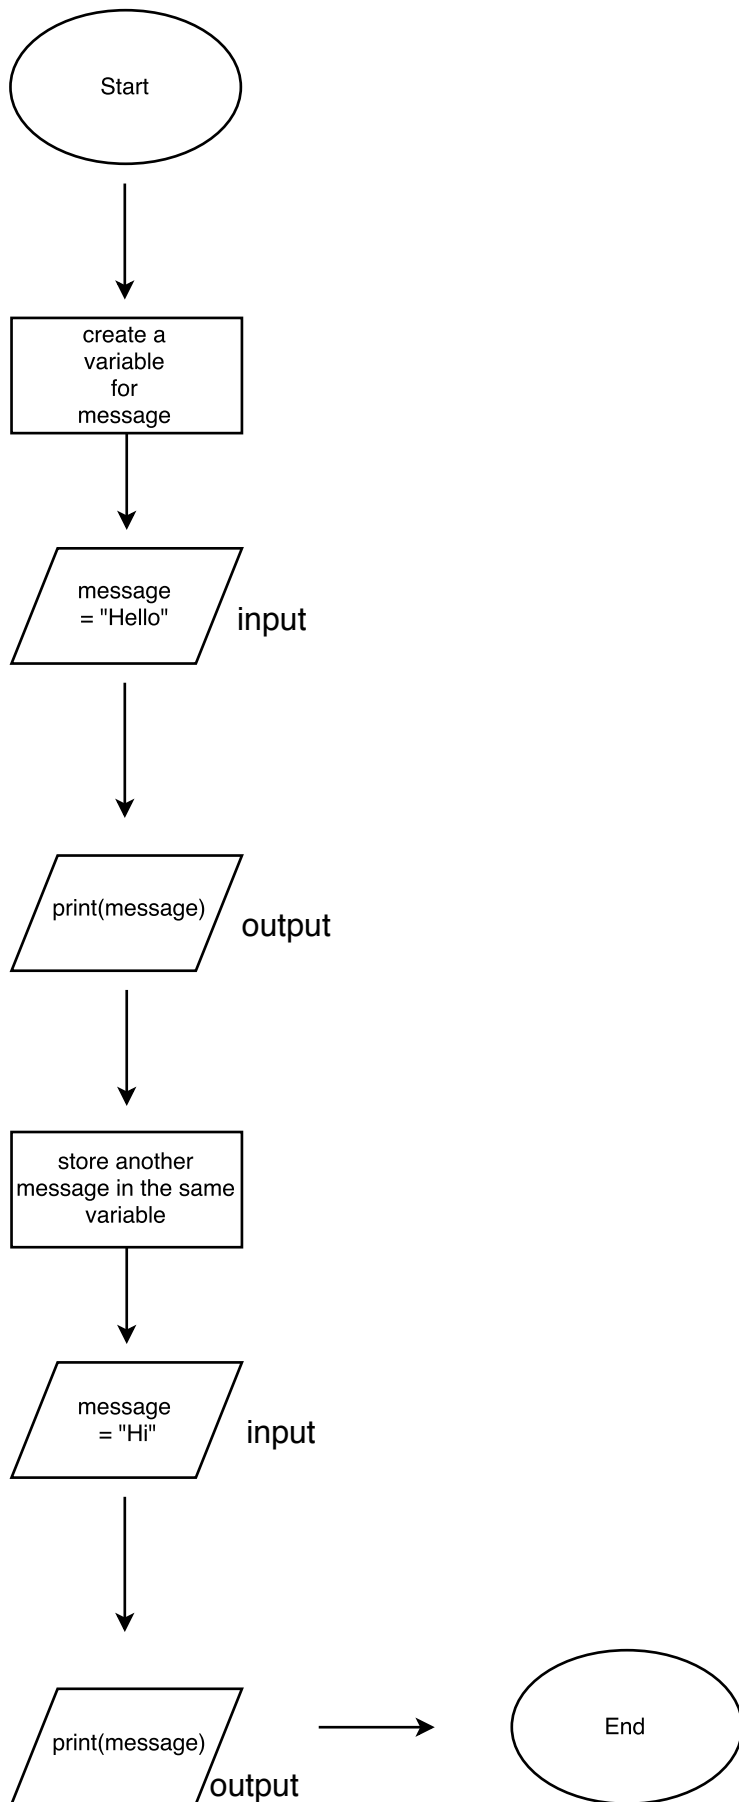 Start
create a
variable
for
message
message
= "Hello"
input
print(message)
output
store another
message in the same
variable
message
= "Hi"
input
print(message)
output
End